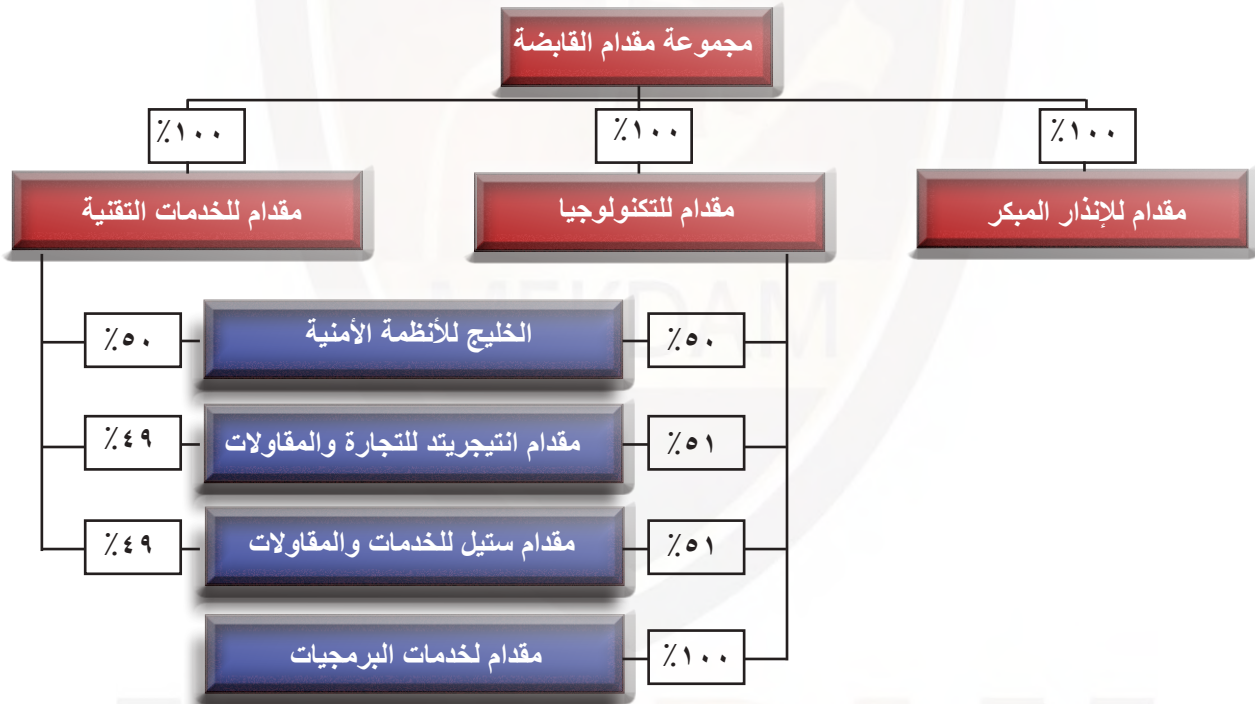 مجموعة مقدام القابضة
٪١٠٠
٪١٠٠
٪١٠٠
مقدام للإنذار المبكر
مقدام للتكنولوجيا
مقدام للخدمات التقنية
٪٥٠
الخليج للأنظمة الأمنية
٪٥٠
٪٥١
مقدام انتيجريتد للتجارة والمقاولات
٪٤٩
٪٥١
مقدام ستيل للخدمات والمقاولات
٪٤٩
٪١٠٠
مقدام لخدمات البرمجيات
MEKDAM